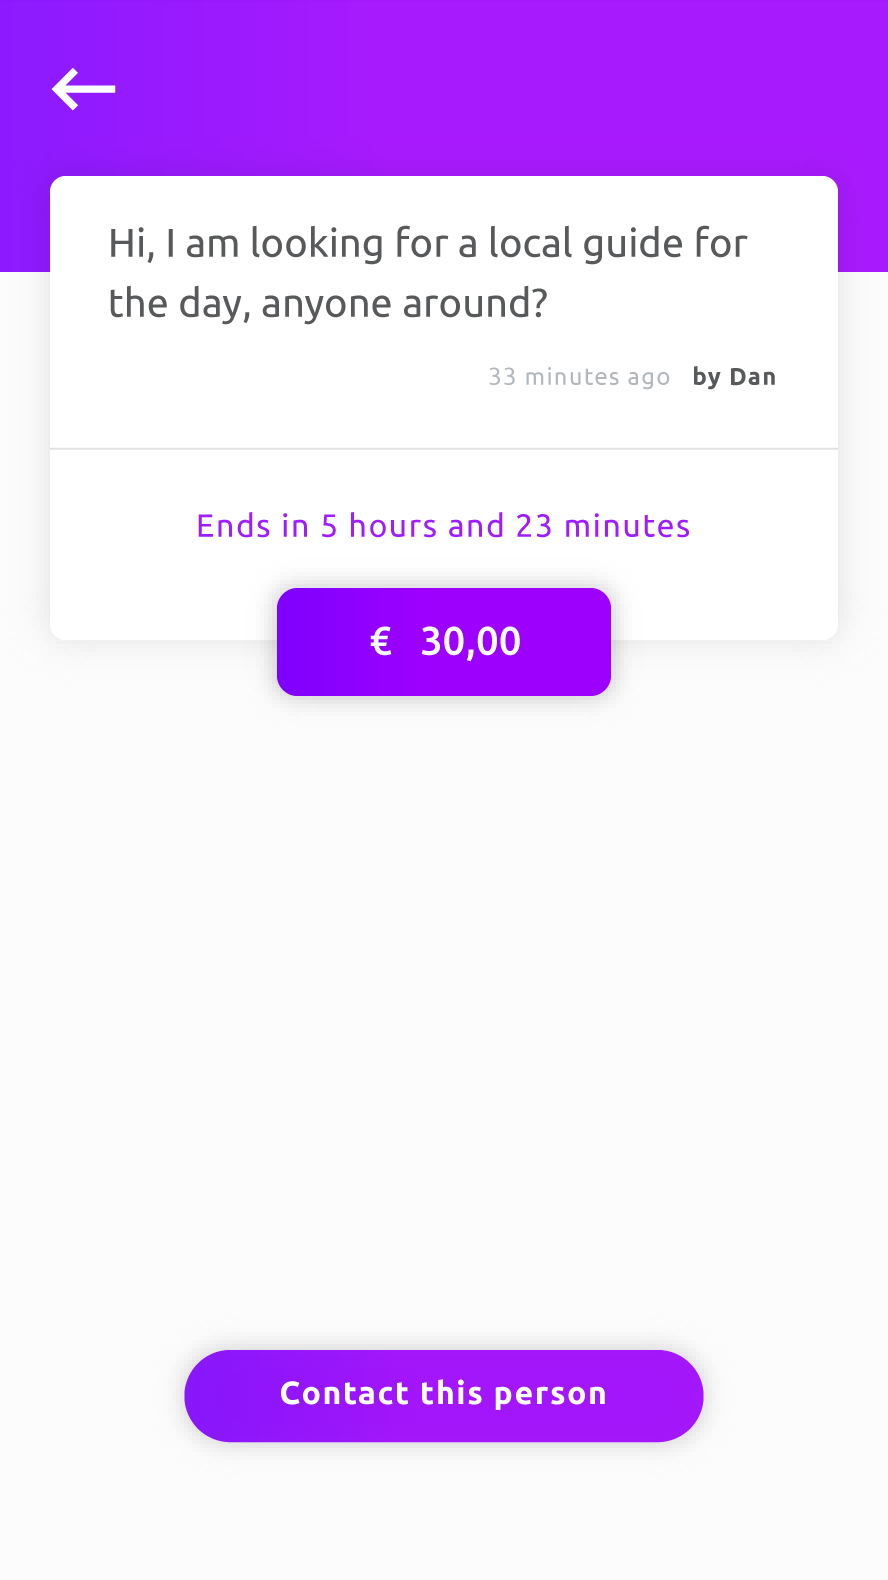 Hi, I am looking for a local guide for
the day, anyone around?
33 minutes ago by Dan
Ends in 5 hours and 23 minutes
€ 30,00
Contact this person